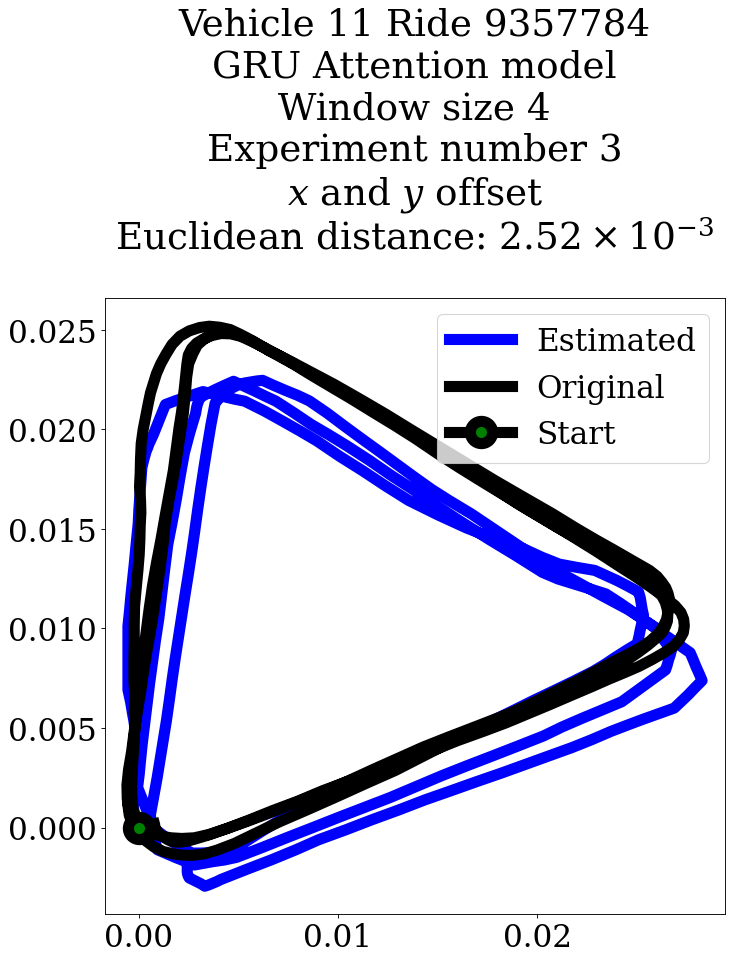 Vehicle 11 Ride 9357784
GRU Attention model
Window size 4
Experiment number 3
x and y offset
Euclidean distance: 2.52 × 10⁻³
Estimated
Original
Start
0.025
0.020
0.015
0.010
0.005
0.000
0.00
0.01
0.02